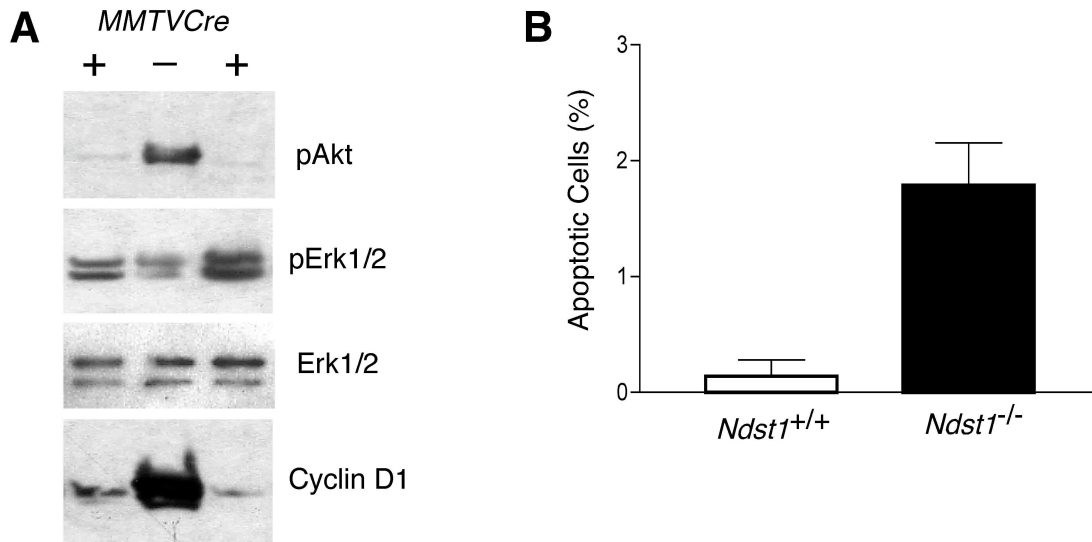 A
MMTVCre
+ − +
pAkt
pErk1/2
Erk1/2
Cyclin D1
B
Apoptotic Cells (%)
3
2
1
0
Ndst1+/+
Ndst1-/-